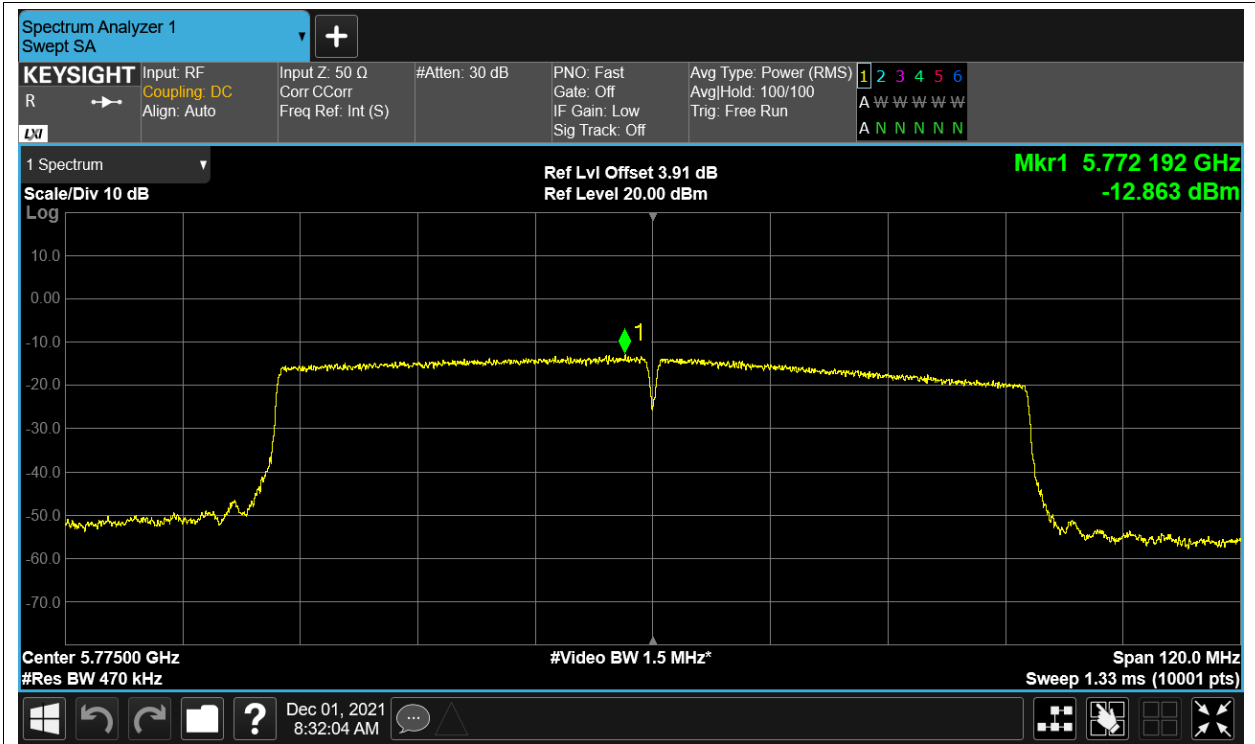 Spectrum Analyzer 1
Swept SA
KEYSIGHT
R
LXI
Input: RF
Coupling: DC
Align: Auto
Input Z: 50 Ω
Corr CCorr
Freq Ref: Int (S)
#Atten: 30 dB
PNO: Fast
Gate: Off
IF Gain: Low
Sig Track: Off
Avg Type: Power (RMS)
Avg|Hold: 100/100
Trig: Free Run
1 2 3 4 5 6
A W W W W W
A N N N N N
1 Spectrum
Scale/Div 10 dB
Log
Ref Lvl Offset 3.91 dB
Ref Level 20.00 dBm
Mkr1 5.772 192 GHz
-12.863 dBm
10.0
0.00
-10.0
-20.0
-30.0
-40.0
-50.0
-60.0
-70.0
1
Center 5.77500 GHz
#Res BW 470 kHz
#Video BW 1.5 MHz*
Span 120.0 MHz
Sweep 1.33 ms (10001 pts)
?
Dec 01, 2021
8:32:04 AM